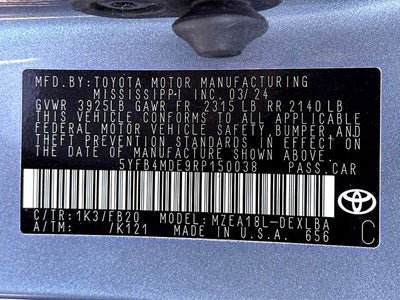 MFD.BY:TOYOTA MOTOR MANUFACTURING
MISSISSIPPI INC. 03/24
GVWR 3925LB GAWR FR 2315 LB RR 2140 LB
THIS VEHICLE CONFORMS TO ALL APPLICABLE
FEDERAL MOTOR VEHICLE SAFETY, BUMPER AND
THEFT PREVENTION STANDARDS IN EFFECT ON
THE DATE OF MANUFACTURE SHOWN ABOVE.
5YFB4MDE9RP150038 PASS.CAR
C/TR:1K3/FB20 MODEL:MZEA18L-DEXLBA
A/TM: /K121 MADE IN U.S.A. 656
TOYOTA
C